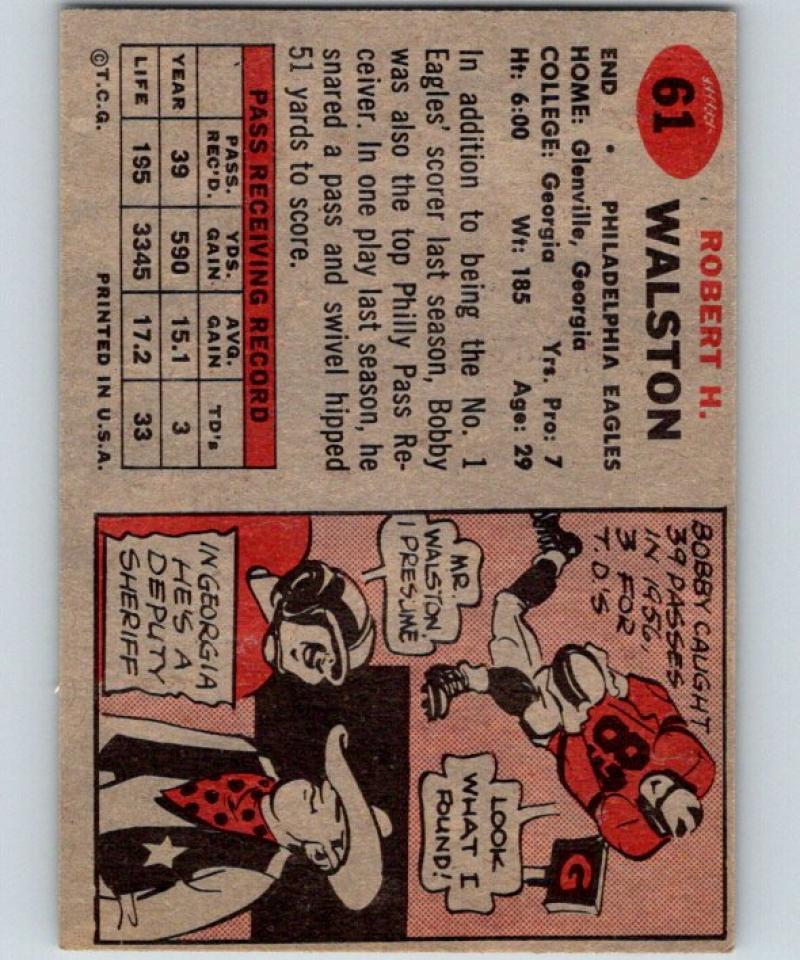 61
ROBERT H.
WALSTON
END • PHILADELPHIA EAGLES
HOME: Glenville, Georgia
COLLEGE: Georgia Yrs. Pro: 7
Ht: 6:00 Wt: 185 Age: 29
In addition to being the No. 1
Eagles' scorer last season, Bobby
was also the top Philly Pass Re-
ceiver. In one play last season, he
snared a pass and swivel hipped
51 yards to score.
PASS RECEIVING RECORD
PASS. REC'D. YDS. GAIN AVG. GAIN TD's
YEAR 39 590 15.1 3
LIFE 195 3345 17.2 33
©T.C.G. PRINTED IN U.S.A.
BOBBY CAUGHT
39 PASSES
IN 1956,
3 FOR
T.D'S
8
G
LOOK
WHAT I
FOUND!
MR.
WALSTON
I PRESUME
IN GEORGIA
HE'S A
DEPUTY
SHERIFF